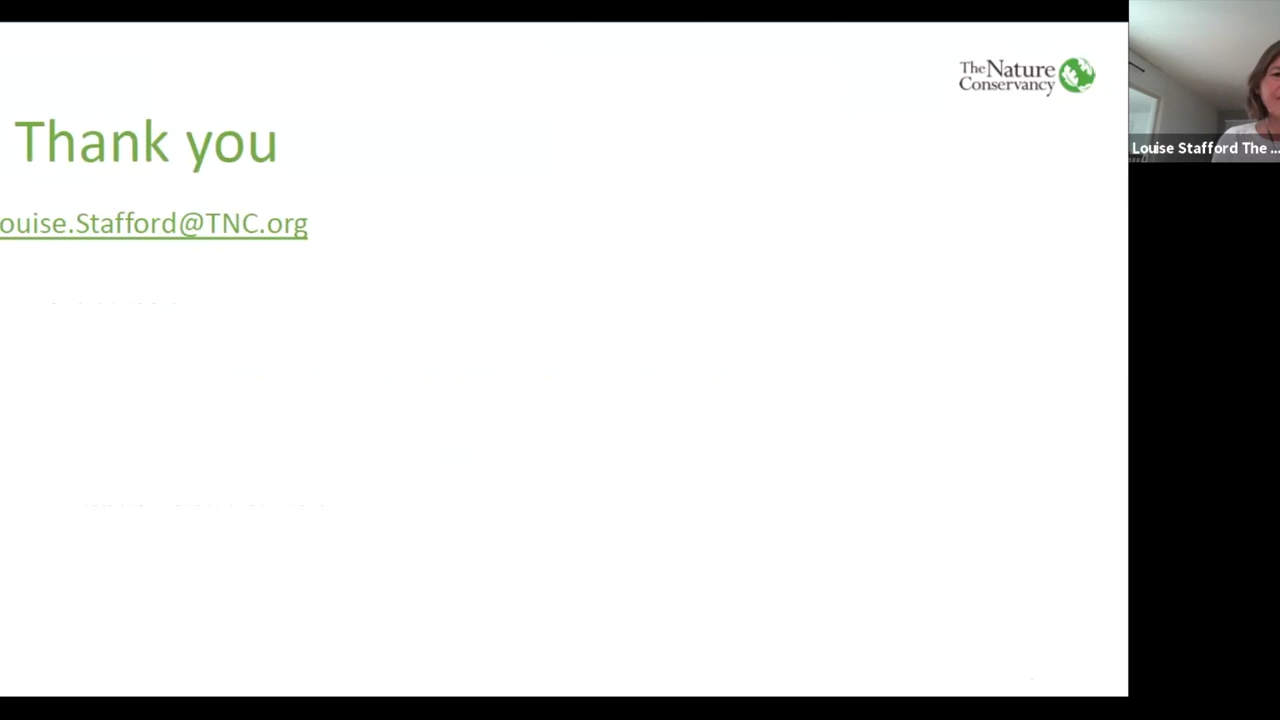 The Nature
Conservancy
Thank you
ouise.Stafford@TNC.org
Louise Stafford The ...